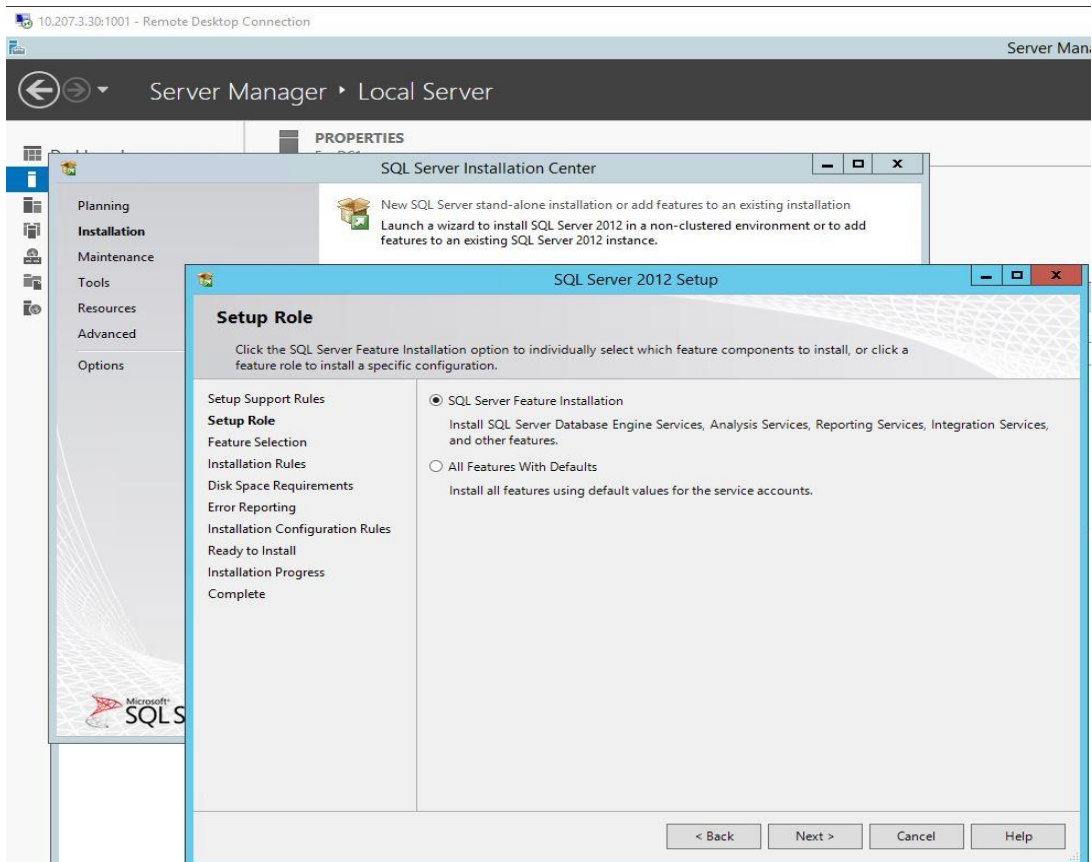 10.207.3.30:1001 - Remote Desktop Connection
Server Mana
Server Manager ‣ Local Server
PROPERTIES
SQL Server Installation Center
Planning
Installation
Maintenance
Tools
Resources
Advanced
Options
New SQL Server stand-alone installation or add features to an existing installation
Launch a wizard to install SQL Server 2012 in a non-clustered environment or to add
features to an existing SQL Server 2012 instance.
Microsoft
SQL S
SQL Server 2012 Setup
Setup Role
Click the SQL Server Feature Installation option to individually select which feature components to install, or click a
feature role to install a specific configuration.
Setup Support Rules
Setup Role
Feature Selection
Installation Rules
Disk Space Requirements
Error Reporting
Installation Configuration Rules
Ready to Install
Installation Progress
Complete
SQL Server Feature Installation
Install SQL Server Database Engine Services, Analysis Services, Reporting Services, Integration Services,
and other features.
All Features With Defaults
Install all features using default values for the service accounts.
< Back
Next >
Cancel
Help